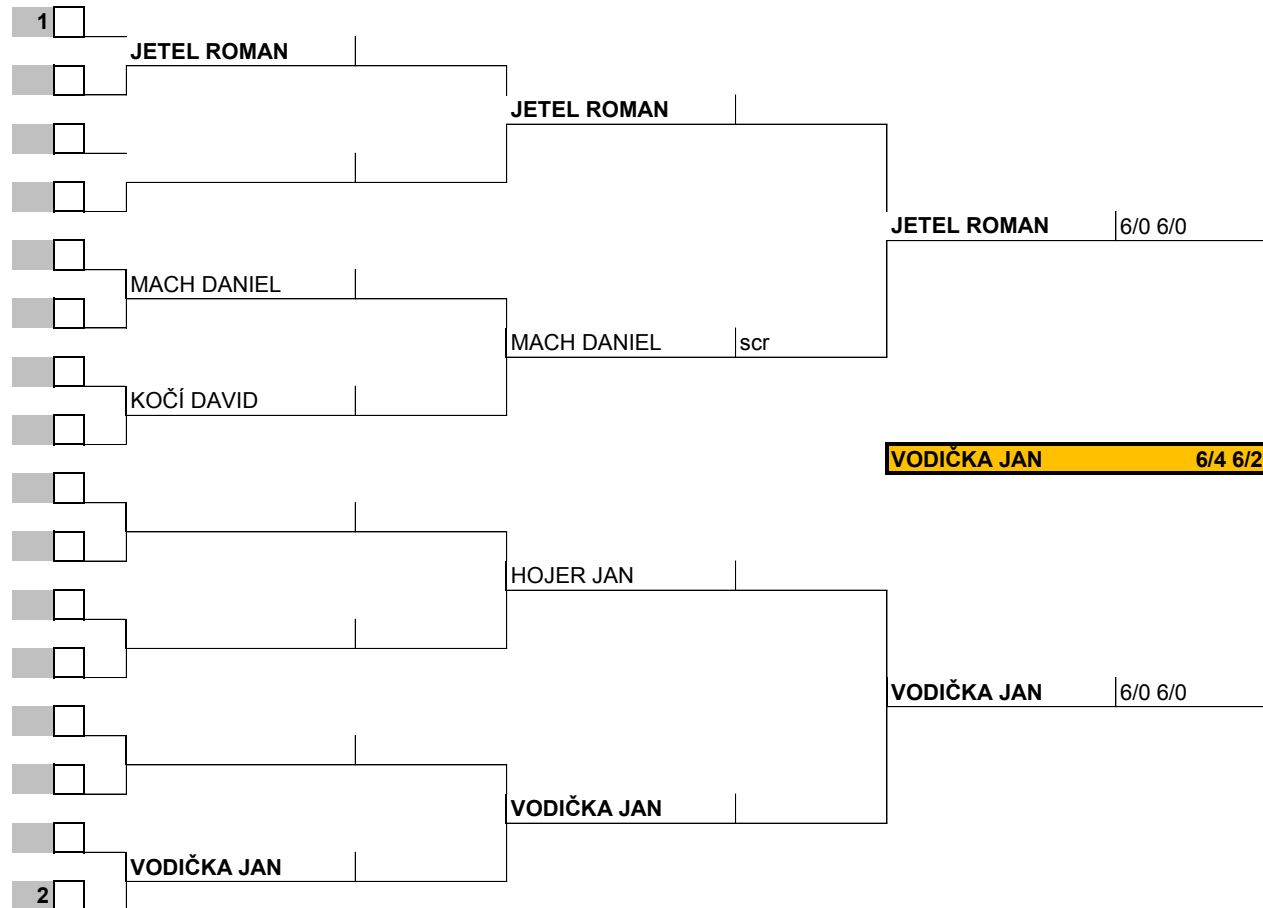 1
JETEL ROMAN
JETEL ROMAN
JETEL ROMAN 6/0 6/0
MACH DANIEL
MACH DANIEL scr
KOČÍ DAVID
VODIČKA JAN 6/4 6/2
HOJER JAN
VODIČKA JAN 6/0 6/0
VODIČKA JAN
VODIČKA JAN
2